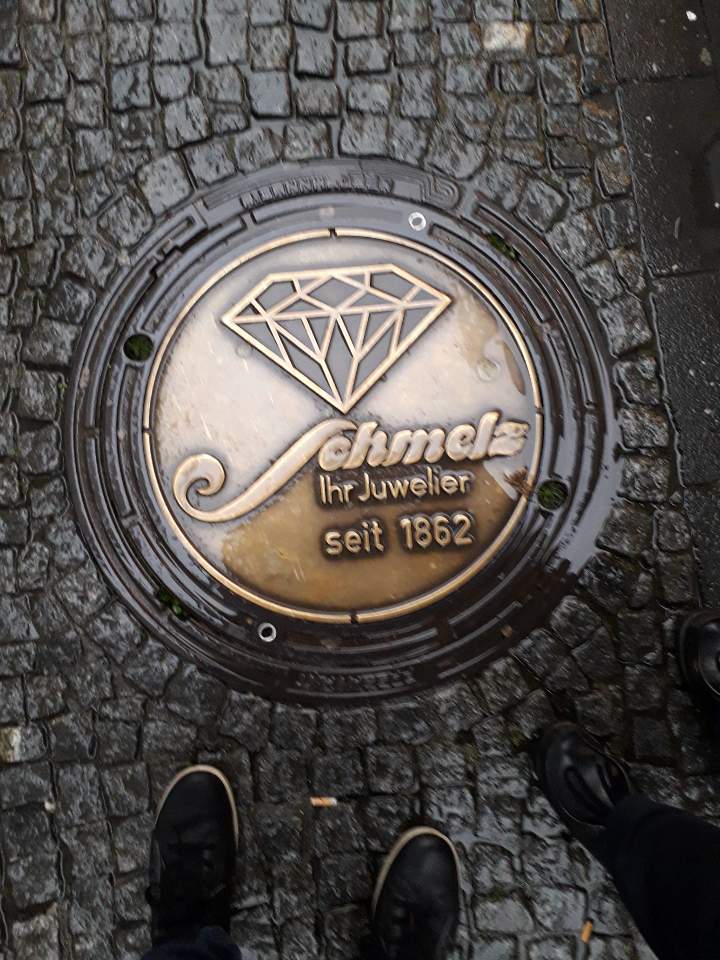 Schmelz
Ihr Juwelier
seit 1862